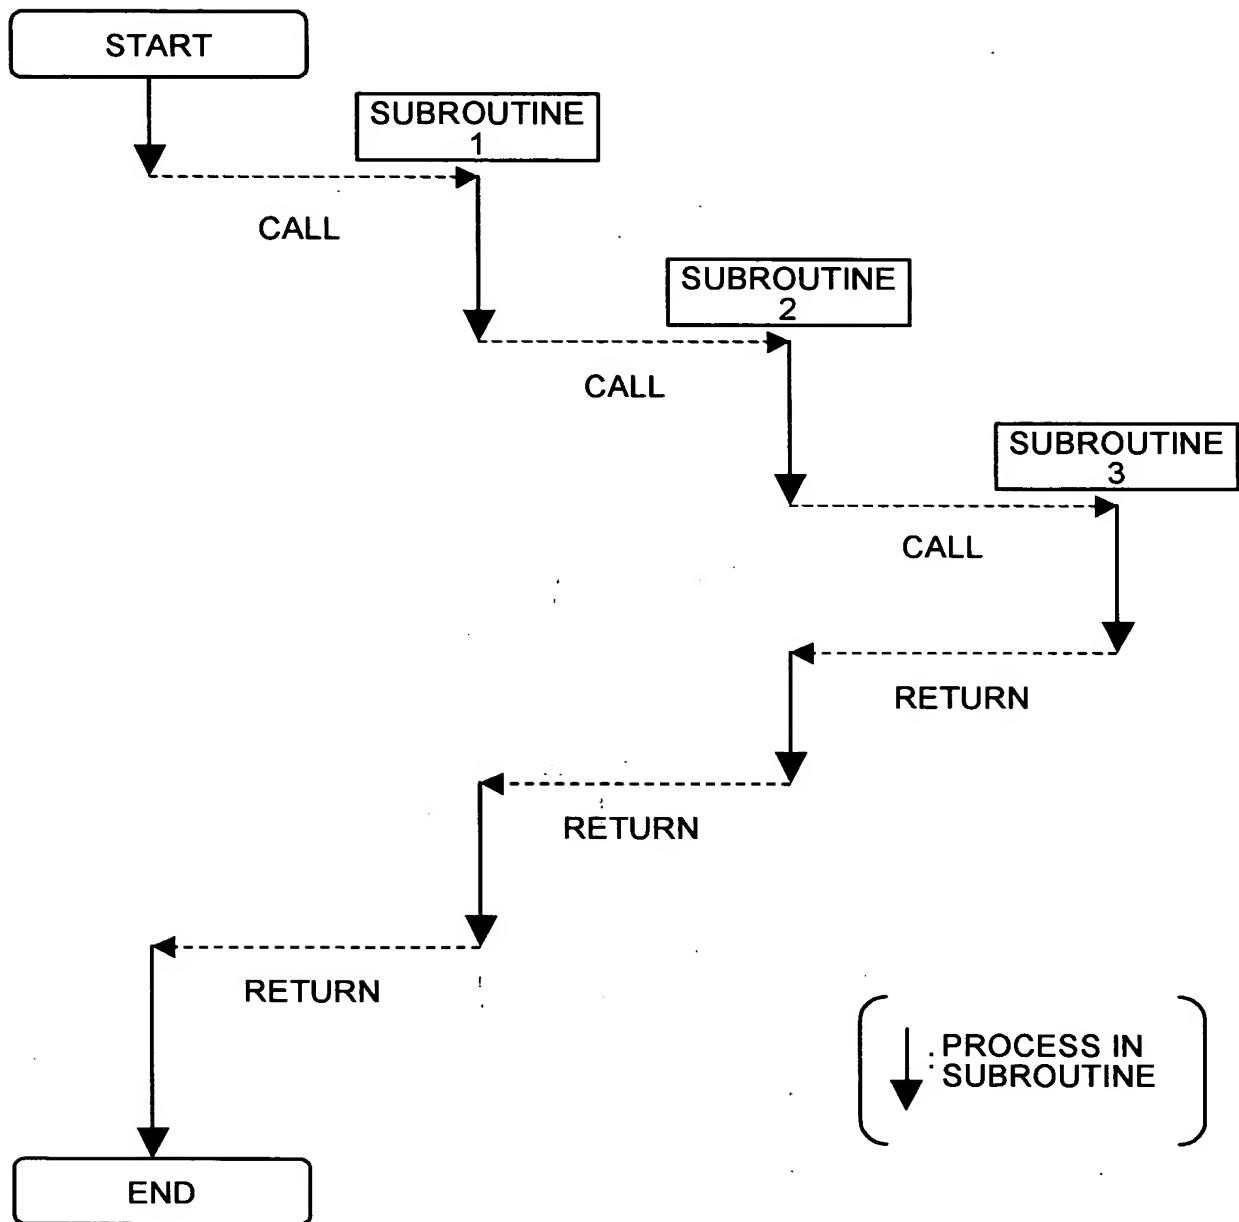 START
SUBROUTINE
1
CALL
SUBROUTINE
2
CALL
SUBROUTINE
3
CALL
RETURN
RETURN
RETURN
: PROCESS IN
SUBROUTINE
END